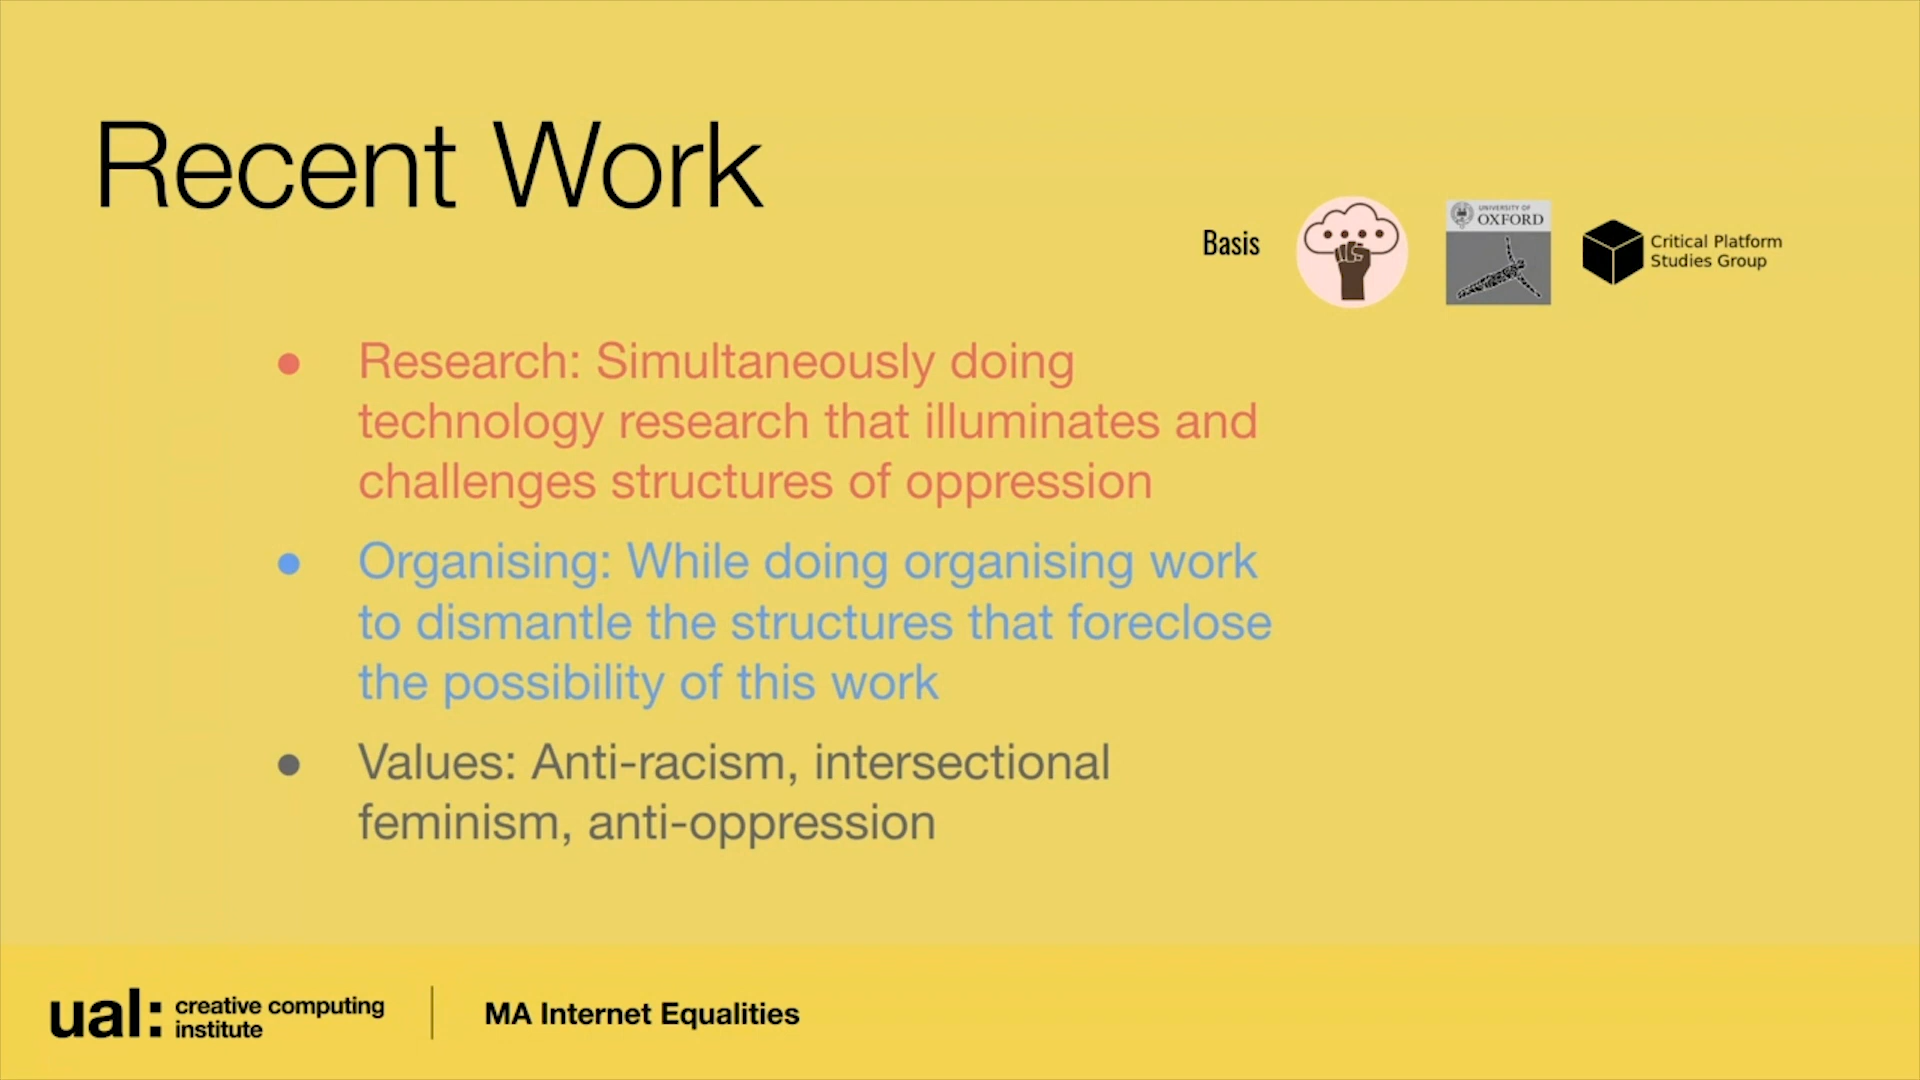 Recent Work
Basis
UNIVERSITY OF
OXFORD
Critical Platform
Studies Group
• Research: Simultaneously doing
technology research that illuminates and
challenges structures of oppression
• Organising: While doing organising work
to dismantle the structures that foreclose
the possibility of this work
• Values: Anti-racism, intersectional
feminism, anti-oppression
ual: creative computing
institute
MA Internet Equalities